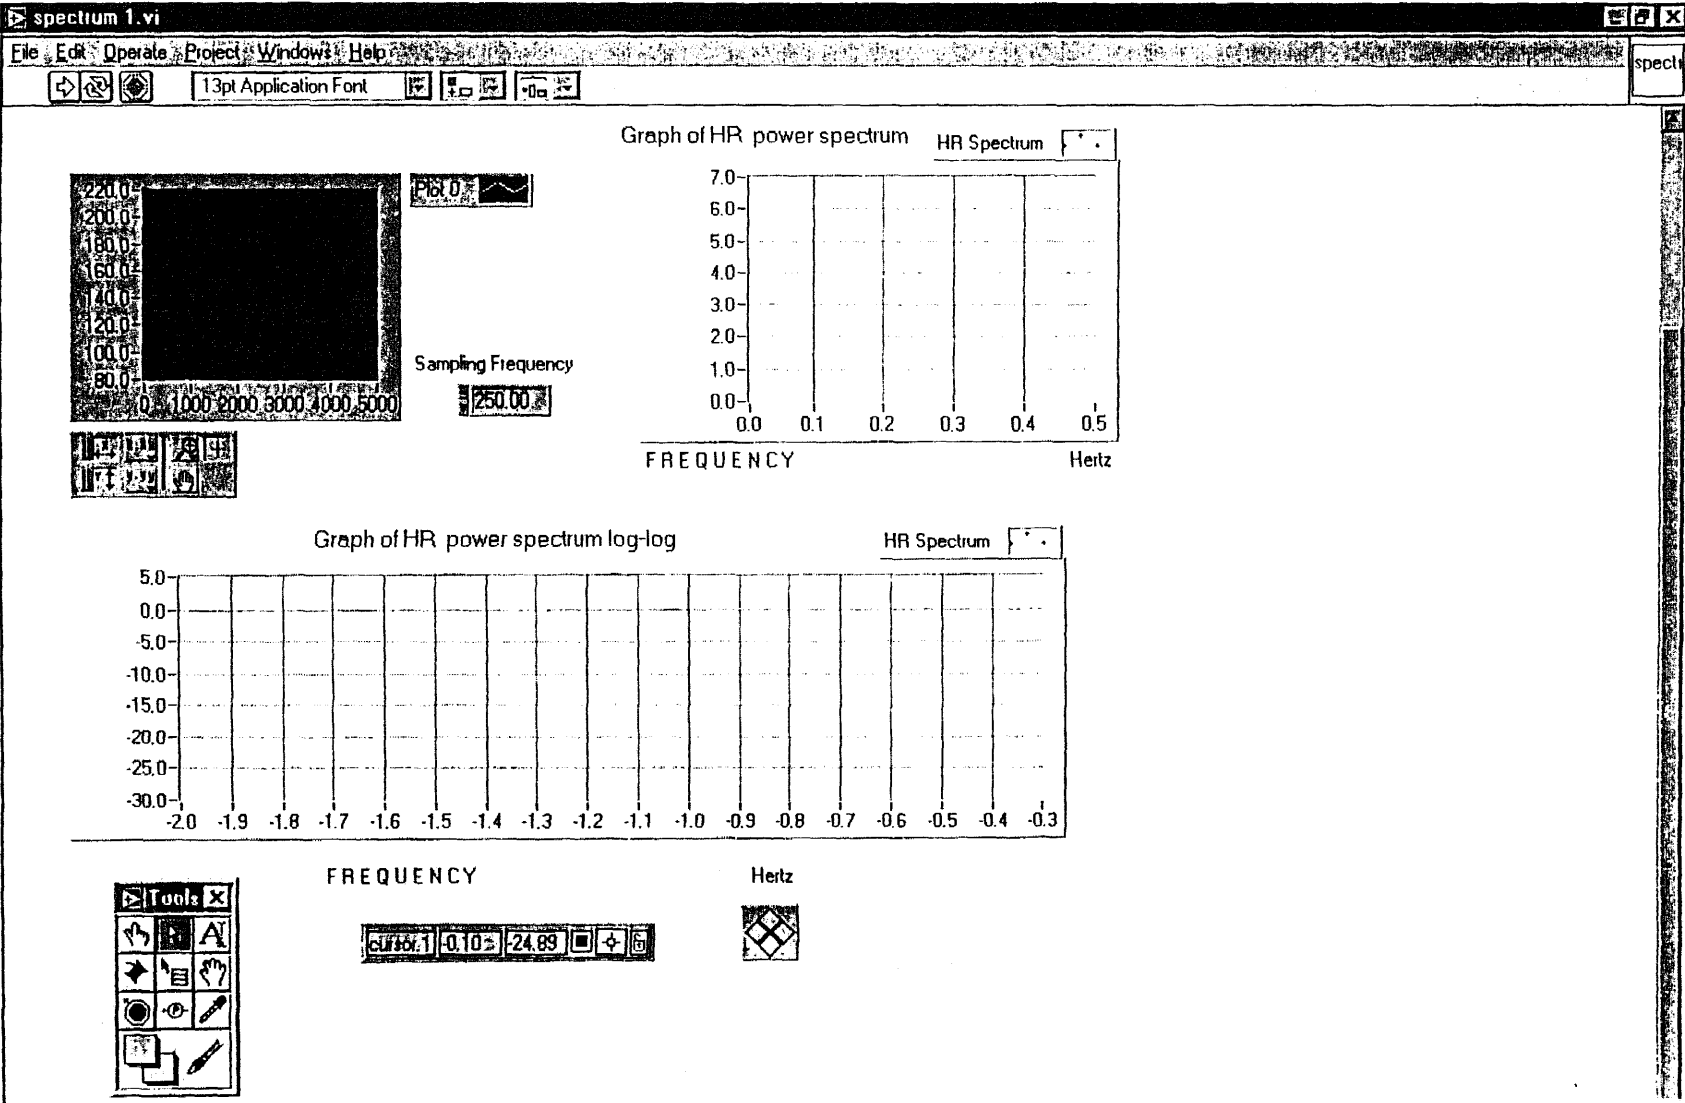 spectrum 1.vi
File Edit Operate Project Windows Help
spectr
13pt Application Font
Graph of HR power spectrum
HR Spectrum
Plot 0
220.0
200.0
180.0
160.0
140.0
120.0
100.0
80.0
0 1000 2000 3000 4000 5000
Sampling Frequency
250.00
7.0
6.0
5.0
4.0
3.0
2.0
1.0
0.0
0.0 0.1 0.2 0.3 0.4 0.5
FREQUENCY Hertz
Graph of HR power spectrum log-log
HR Spectrum
5.0
0.0
-5.0
-10.0
-15.0
-20.0
-25.0
-30.0
-2.0 -1.9 -1.8 -1.7 -1.6 -1.5 -1.4 -1.3 -1.2 -1.1 -1.0 -0.9 -0.8 -0.7 -0.6 -0.5 -0.4 -0.3
FREQUENCY Hertz
Tools
cursor 1 -0.10 -24.89